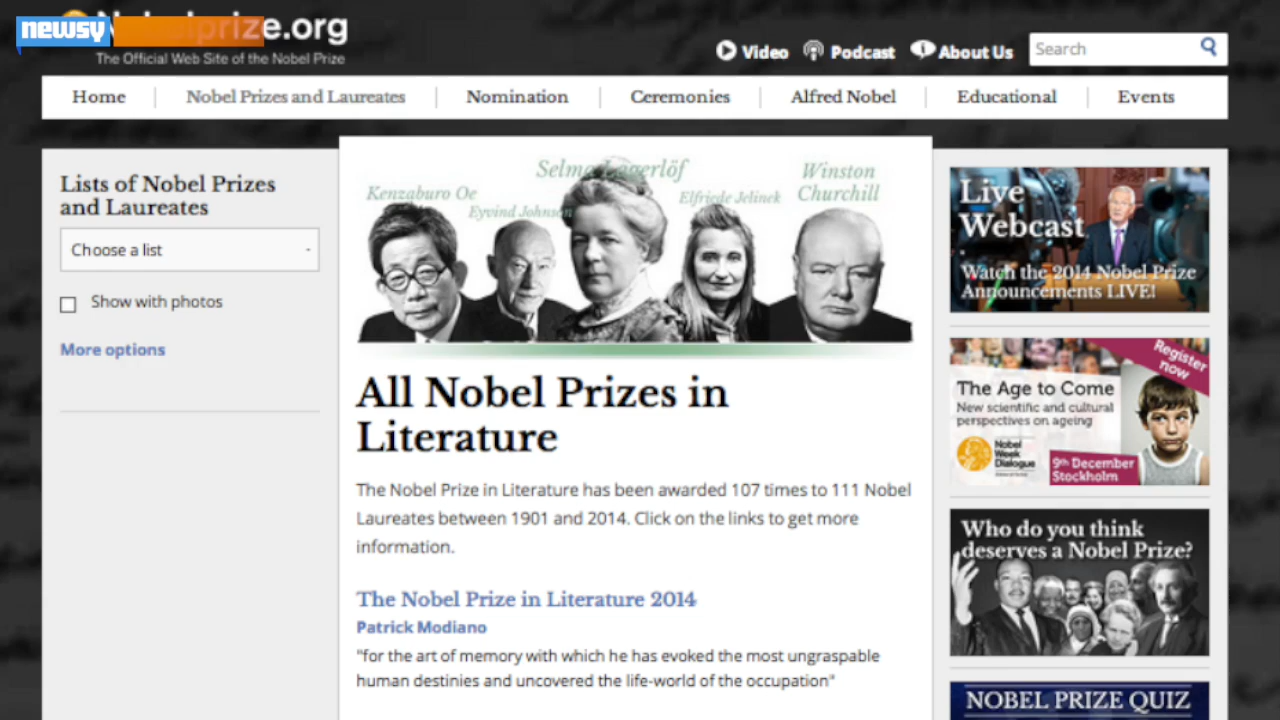 newsy
Nobelprize.org
The Official Web Site of the Nobel Prize
Video
Podcast
About Us
Search
Home
Nobel Prizes and Laureates
Nomination
Ceremonies
Alfred Nobel
Educational
Events
Lists of Nobel Prizes
and Laureates
Choose a list
Show with photos
More options
Kenzaburo Oe
Eyvind Johnson
Selma Lagerlöf
Elfriede Jelinek
Winston
Churchill
All Nobel Prizes in
Literature
The Nobel Prize in Literature has been awarded 107 times to 111 Nobel
Laureates between 1901 and 2014. Click on the links to get more
information.
The Nobel Prize in Literature 2014
Patrick Modiano
"for the art of memory with which he has evoked the most ungraspable
human destinies and uncovered the life-world of the occupation"
Live
Webcast
Watch the 2014 Nobel Prize
Announcements LIVE!
Register
now
The Age to Come
New scientific and cultural
perspectives on ageing
Nobel
Week
Dialogue
9th December
Stockholm
Who do you think
deserves a Nobel Prize?
NOBEL PRIZE QUIZ